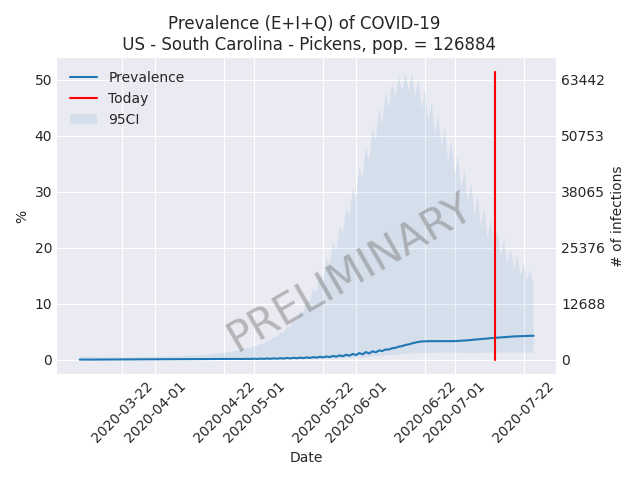 Prevalence (E+I+Q) of COVID-19
US - South Carolina - Pickens, pop. = 126884
Prevalence
Today
95CI
50
40
30
20
10
0
%
63442
50753
38065
25376
12688
0
# of infections
PRELIMINARY
2020-03-22
2020-04-01
2020-04-22
2020-05-01
2020-05-22
2020-06-01
2020-06-22
2020-07-01
2020-07-22
Date